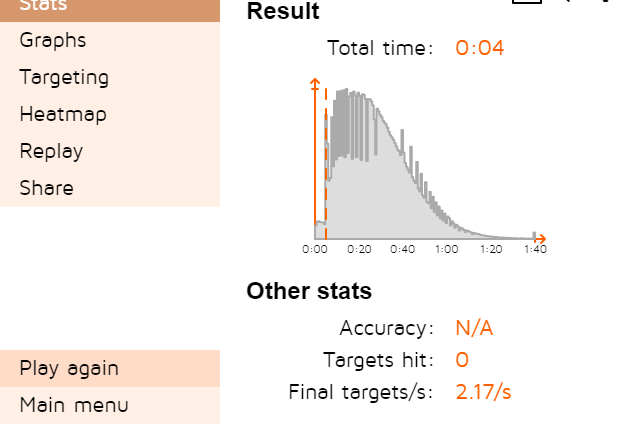 Stats
Result
Graphs
Total time: 0:04
Targeting
Heatmap
Replay
Share
0:00 0:20 0:40 1:00 1:20 1:40
Other stats
Accuracy: N/A
Targets hit: 0
Play again
Final targets/s: 2.17/s
Main menu